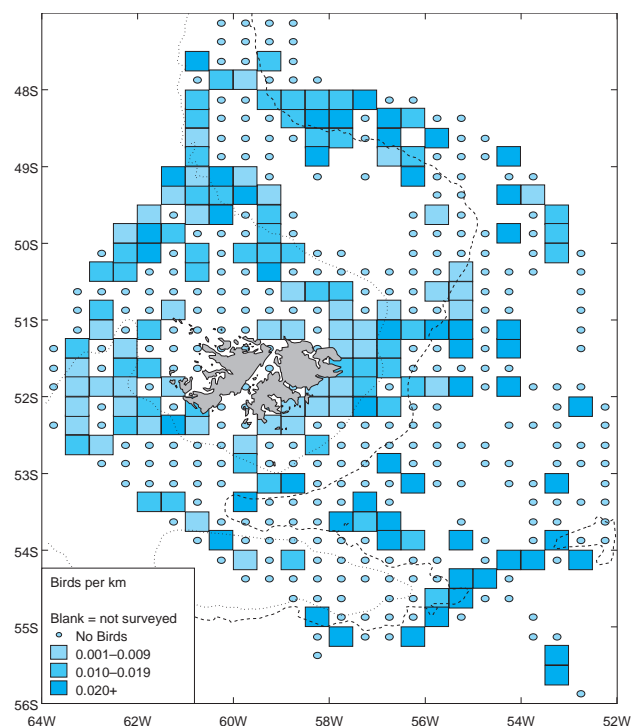 48S
49S
50S
51S
52S
53S
54S
55S
56S
Birds per km
Blank = not surveyed
No Birds
0.001–0.009
0.010–0.019
0.020+
64W 62W 60W 58W 56W 54W 52W